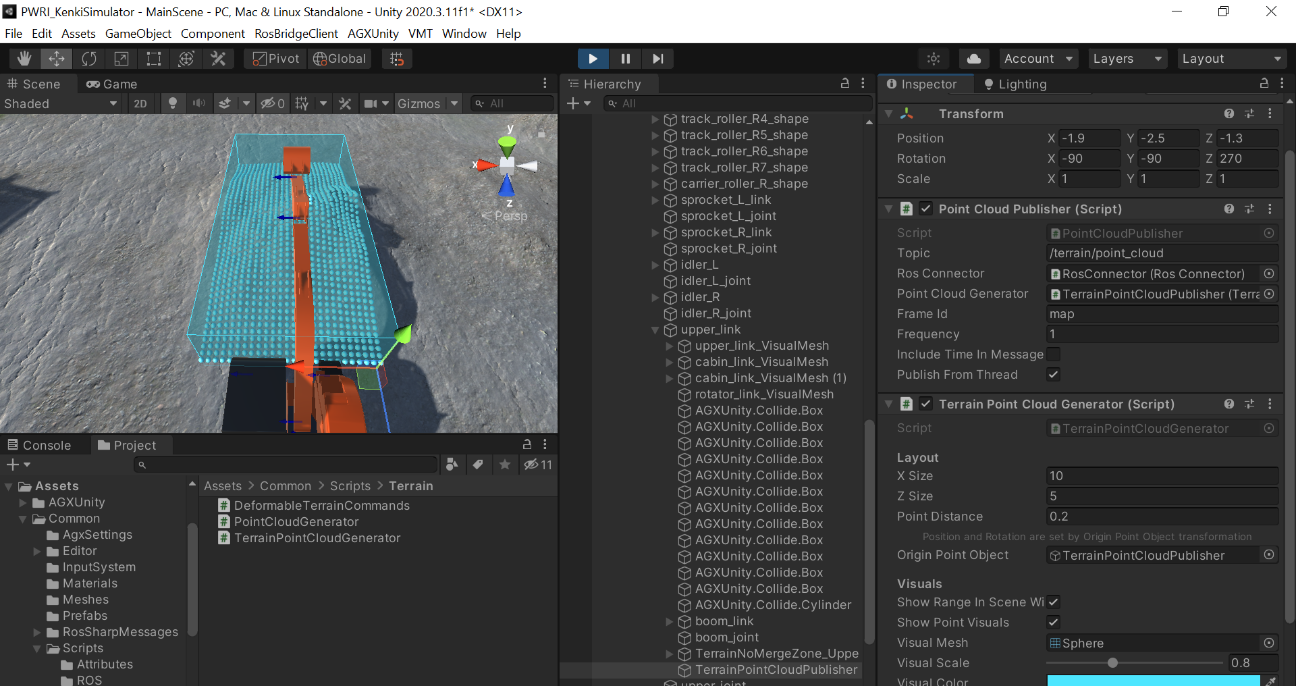 PWRI_KenkiSimulator - MainScene - PC, Mac & Linux Standalone - Unity 2020.3.11f1* <DX11>
File Edit Assets GameObject Component RosBridgeClient AGXUnity VMT Window Help
Pivot Global Account Layers Layout
Scene Game
Shaded 2D 0 Gizmos All
y
x
z
Persp
Hierarchy
All
track_roller_R4_shape
track_roller_R5_shape
track_roller_R6_shape
track_roller_R7_shape
carrier_roller_R_shape
sprocket_L_link
sprocket_L_joint
sprocket_R_link
sprocket_R_joint
idler_L
idler_L_joint
idler_R
idler_R_joint
upper_link
upper_link_VisualMesh
cabin_link_VisualMesh
cabin_link_VisualMesh (1)
rotator_link_VisualMesh
AGXUnity.Collide.Box
AGXUnity.Collide.Box
AGXUnity.Collide.Box
AGXUnity.Collide.Box
AGXUnity.Collide.Box
AGXUnity.Collide.Box
AGXUnity.Collide.Box
AGXUnity.Collide.Box
AGXUnity.Collide.Box
AGXUnity.Collide.Box
AGXUnity.Collide.Box
AGXUnity.Collide.Box
AGXUnity.Collide.Cylinder
boom_link
boom_joint
TerrainNoMergeZone_Uppe
TerrainPointCloudPublisher
upper_joint
Inspector Lighting
Transform
Position X -1.9 Y -2.5 Z -1.3
Rotation X -90 Y -90 Z 270
Scale X 1 Y 1 Z 1
Point Cloud Publisher (Script)
Script PointCloudPublisher
Topic /terrain/point_cloud
Ros Connector RosConnector (Ros Connector)
Point Cloud Generator TerrainPointCloudPublisher (Terra
Frame Id map
Frequency 1
Include Time In Message
Publish From Thread
Terrain Point Cloud Generator (Script)
Script TerrainPointCloudGenerator
Layout
X Size 10
Z Size 5
Point Distance 0.2
Position and Rotation are set by Origin Point Object transformation
Origin Point Object TerrainPointCloudPublisher
Visuals
Show Range In Scene Wi
Show Point Visuals
Visual Mesh Sphere
Visual Scale 0.8
Visual Color
Console Project
11
Assets
AGXUnity
Common
AgxSettings
Editor
InputSystem
Materials
Meshes
Prefabs
RosSharpMessages
Scripts
Attributes
ROS
Assets > Common > Scripts > Terrain
DeformableTerrainCommands
PointCloudGenerator
TerrainPointCloudGenerator